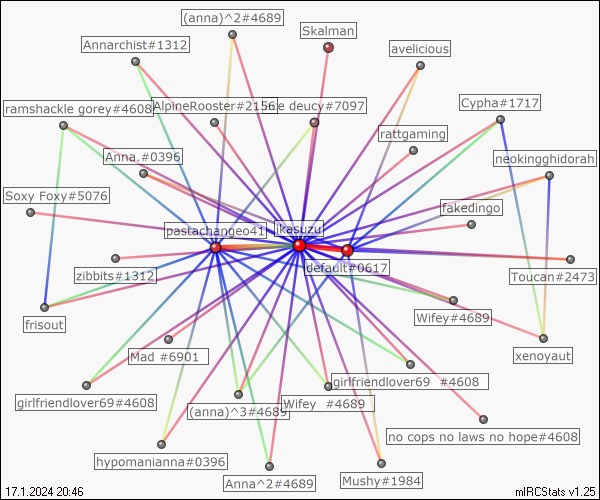 (anna)^2#4689
Skalman
Annarchist#1312
avelicious
ramshackle gorey#4608
AlpineRooster#2156
e deucy#7097
Cypha#1717
rattgaming
Anna.#0396
neokingghidorah
Soxy Foxy#5076
fakedingo
pastachangeo41
ikasuzu
default#0617
zibbits#1312
Toucan#2473
frisout
Wifey#4689
Mad #6901
xenoyaut
girlfriendlover69 #4608
girlfriendlover69#4608
(anna)^3#4689
Wifey #4689
no cops no laws no hope#4608
hypomanianna#0396
Anna^2#4689
Mushy#1984
17.1.2024 20:46
mIRCStats v1.25